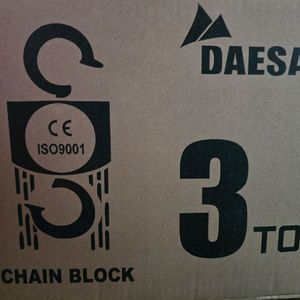 DAESA
CE
ISO9001
3 TO
CHAIN BLOCK